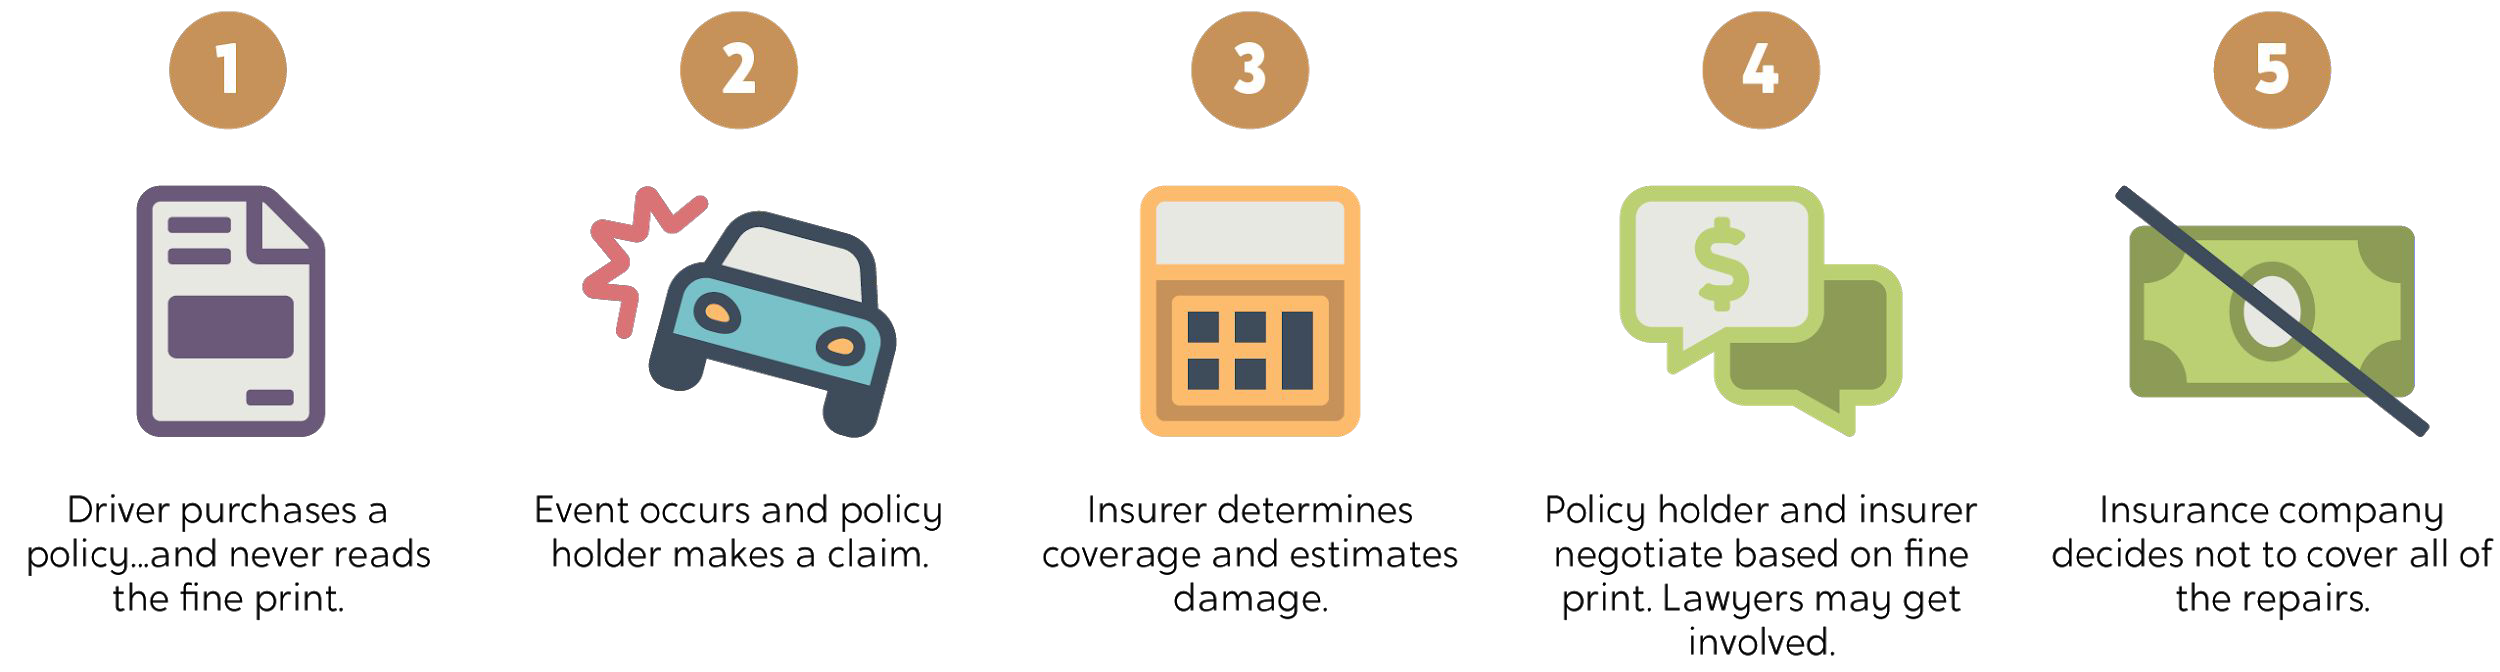 1
2
3
4
5
Driver purchases a
policy...and never reads
the fine print.
Event occurs and policy
holder makes a claim.
Insurer determines
coverage and estimates
damage.
$
Policy holder and insurer
negotiate based on fine
print. Lawyers may get
involved.
Insurance company
decides not to cover all of
the repairs.